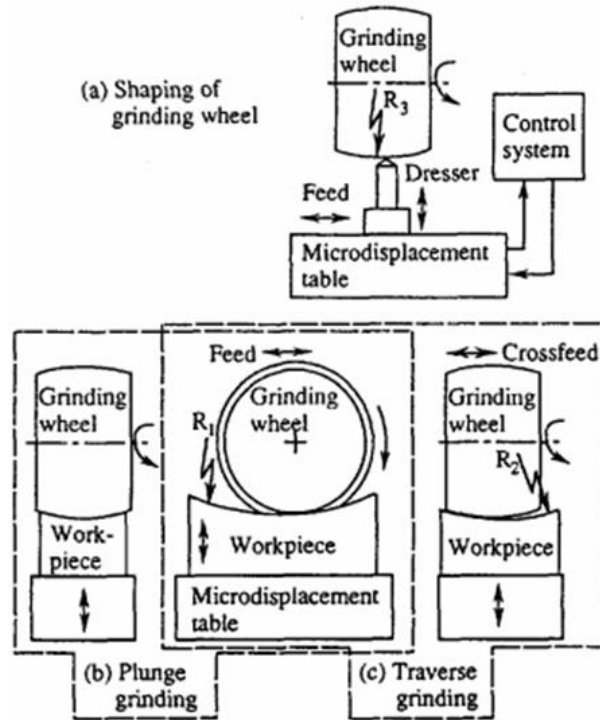 (a) Shaping of
grinding wheel
Grinding
wheel
R3
Control
system
Feed
Dresser
Microdisplacement
table
Grinding
wheel
Work-
piece
Feed
Grinding
wheel
R1
Workpiece
Microdisplacement
table
Crossfeed
Grinding
wheel
R2
Workpiece
(b) Plunge
grinding
(c) Traverse
grinding